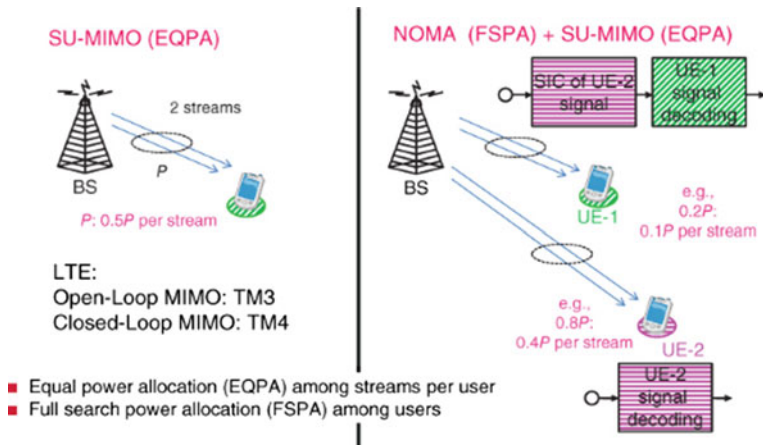 SU-MIMO (EQPA)
2 streams
P
BS
P: 0.5P per stream
LTE:
Open-Loop MIMO: TM3
Closed-Loop MIMO: TM4
NOMA (FSPA) + SU-MIMO (EQPA)
SIC of UE-2
signal
UE-1
signal
decoding
BS
UE-1
e.g.,
0.2P:
0.1P per stream
e.g.,
0.8P:
0.4P per stream
UE-2
UE-2
signal
decoding
Equal power allocation (EQPA) among streams per user
Full search power allocation (FSPA) among users